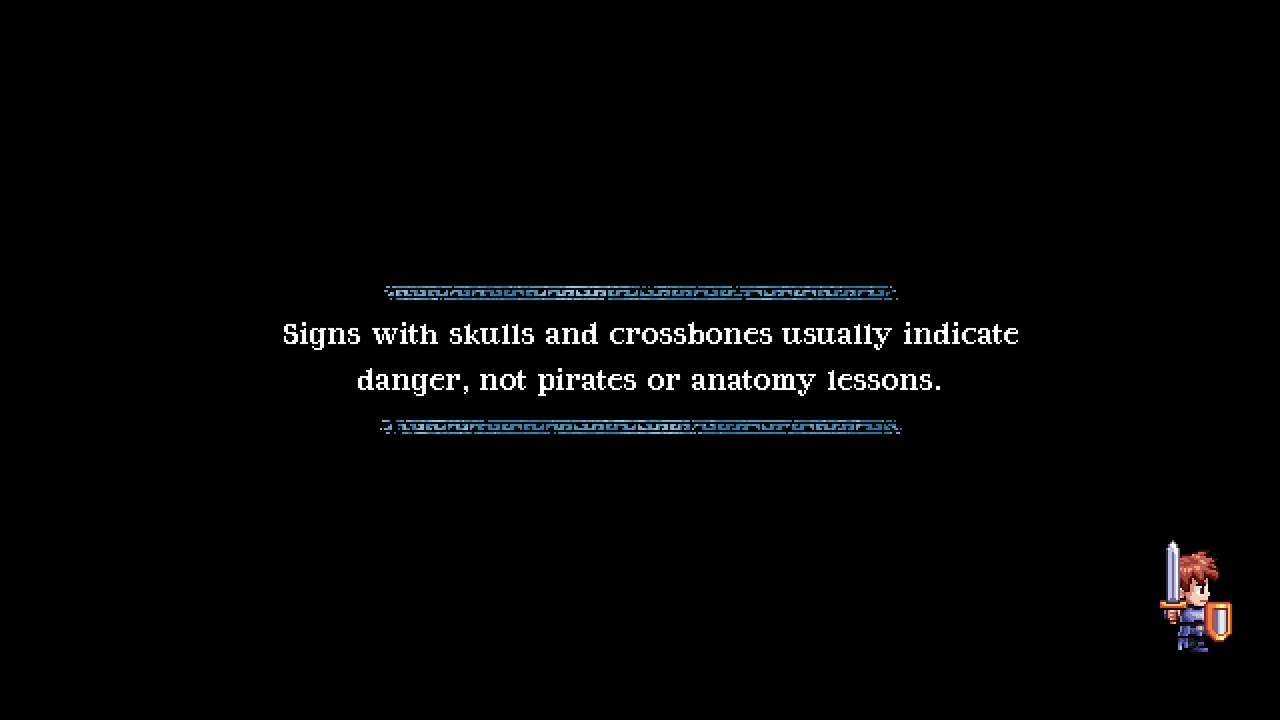 Signs with skulls and crossbones usually indicate
danger, not pirates or anatomy lessons.